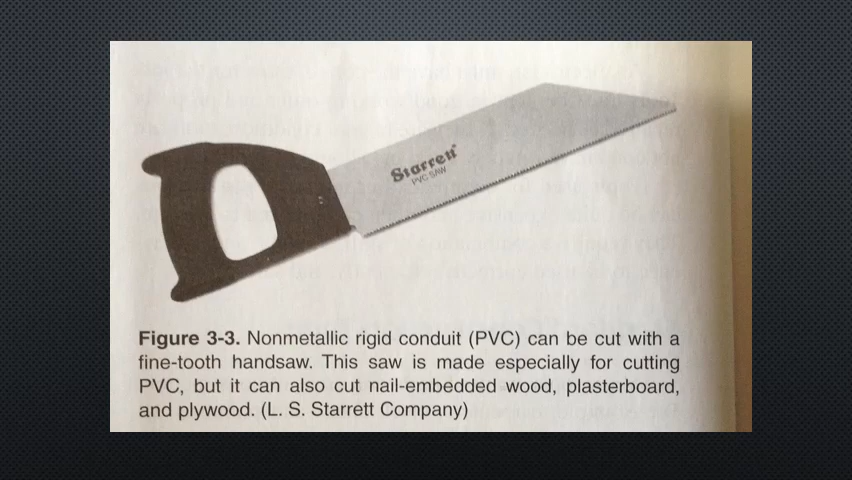 Starrett
PVC SAW
Figure 3-3. Nonmetallic rigid conduit (PVC) can be cut with a
fine-tooth handsaw. This saw is made especially for cutting
PVC, but it can also cut nail-embedded wood, plasterboard,
and plywood. (L. S. Starrett Company)